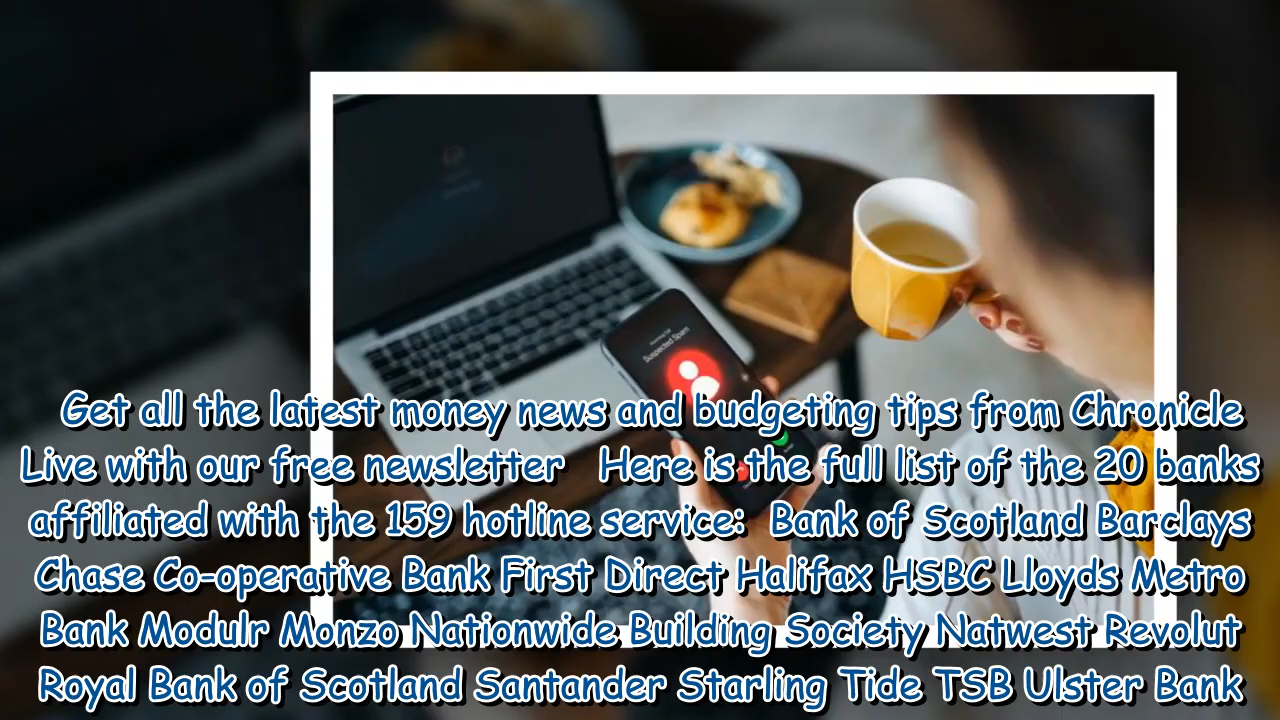 Suspected Spam
Get all the latest money news and budgeting tips from Chronicle
Live with our free newsletter Here is the full list of the 20 banks
affiliated with the 159 hotline service: Bank of Scotland Barclays
Chase Co-operative Bank First Direct Halifax HSBC Lloyds Metro
Bank Modulr Monzo Nationwide Building Society Natwest Revolut
Royal Bank of Scotland Santander Starling Tide TSB Ulster Bank